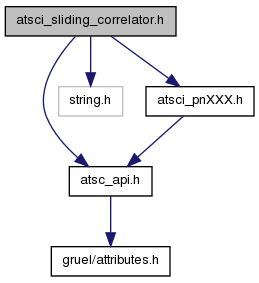 atsci_sliding_correlator.h
string.h
atsci_pnXXX.h
atsc_api.h
gruel/attributes.h